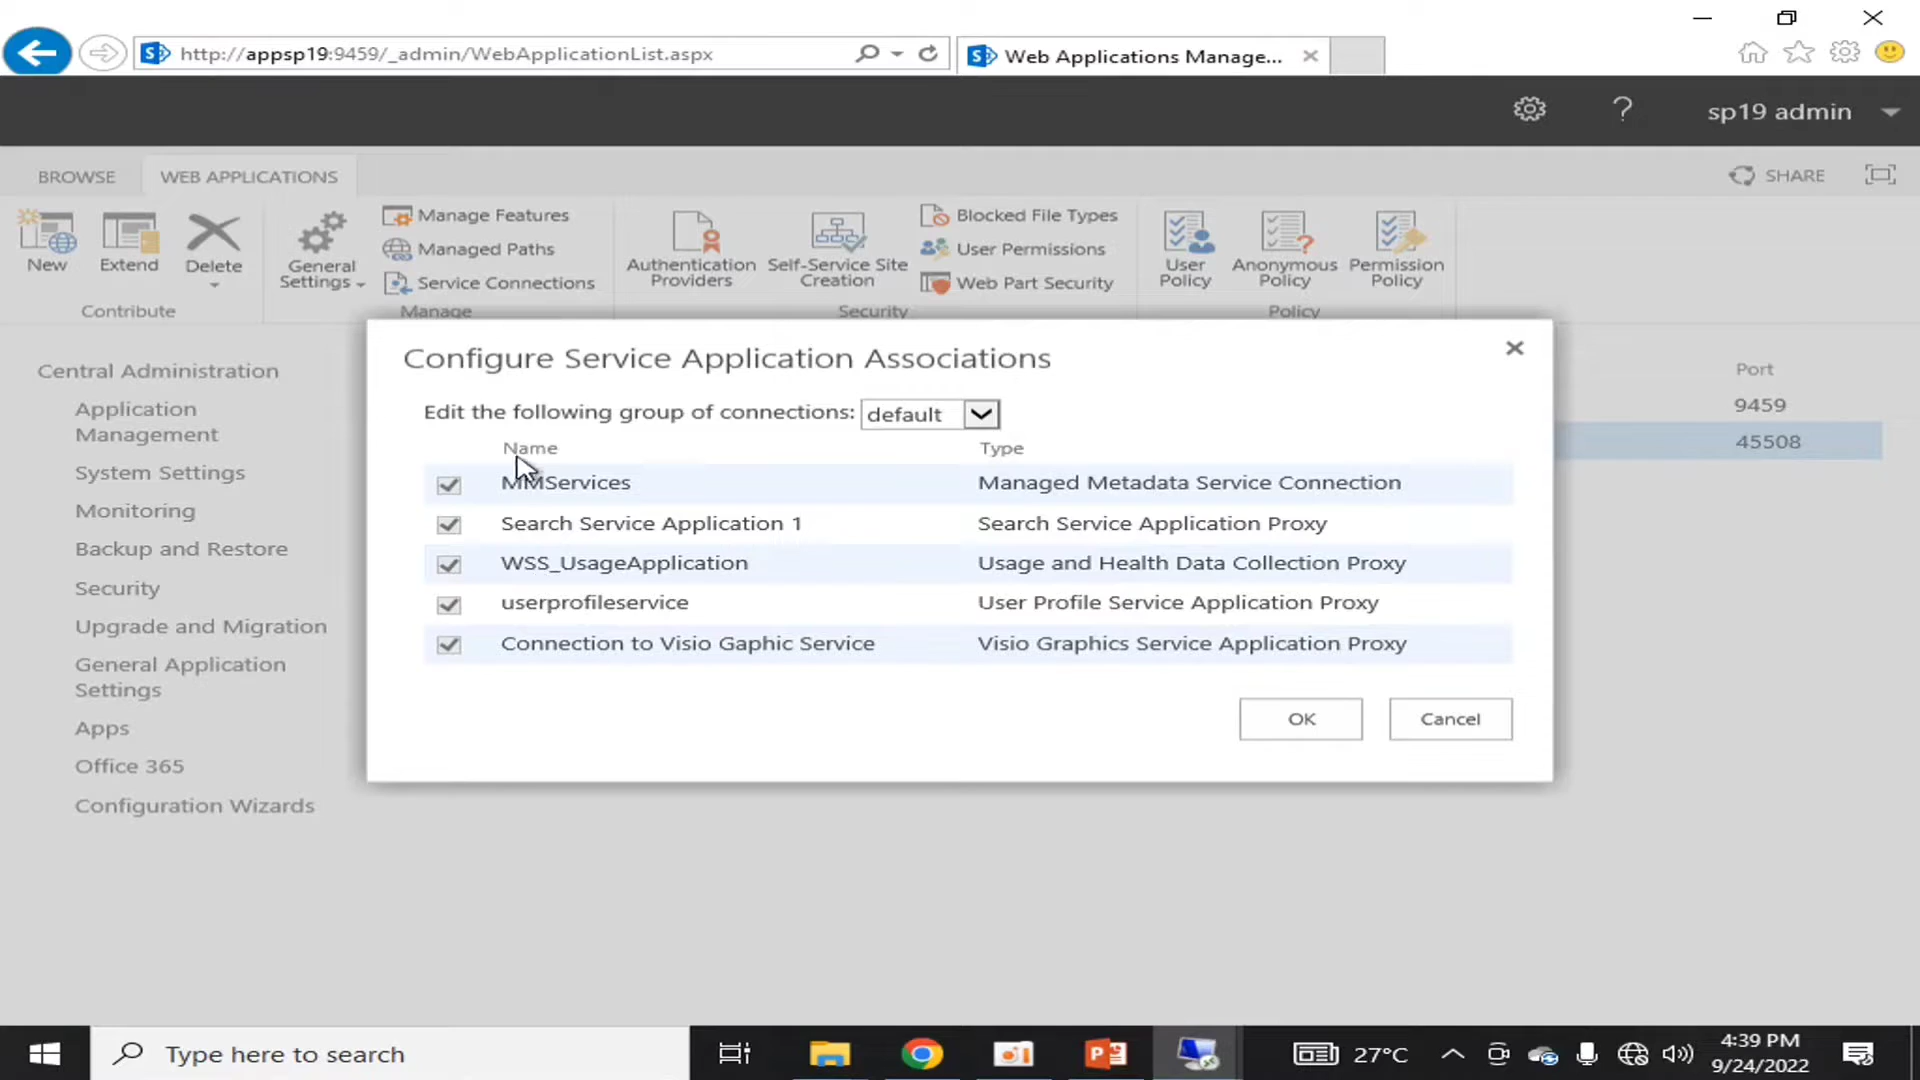 http://appsp19:9459/_admin/WebApplicationList.aspx
Web Applications Manage...
sp19 admin
BROWSE
WEB APPLICATIONS
SHARE
New
Extend
Delete
Contribute
General
Settings
Manage Features
Managed Paths
Service Connections
Manage
Authentication
Providers
Self-Service Site
Creation
Blocked File Types
User Permissions
Web Part Security
Security
User
Policy
Anonymous
Policy
Permission
Policy
Policy
Central Administration
Application
Management
System Settings
Monitoring
Backup and Restore
Security
Upgrade and Migration
General Application
Settings
Apps
Office 365
Configuration Wizards
Port
9459
45508
Configure Service Application Associations
Edit the following group of connections: default
Name Type
MMServices Managed Metadata Service Connection
Search Service Application 1 Search Service Application Proxy
WSS_UsageApplication Usage and Health Data Collection Proxy
userprofileservice User Profile Service Application Proxy
Connection to Visio Gaphic Service Visio Graphics Service Application Proxy
OK Cancel
Type here to search
27°C
4:39 PM
9/24/2022